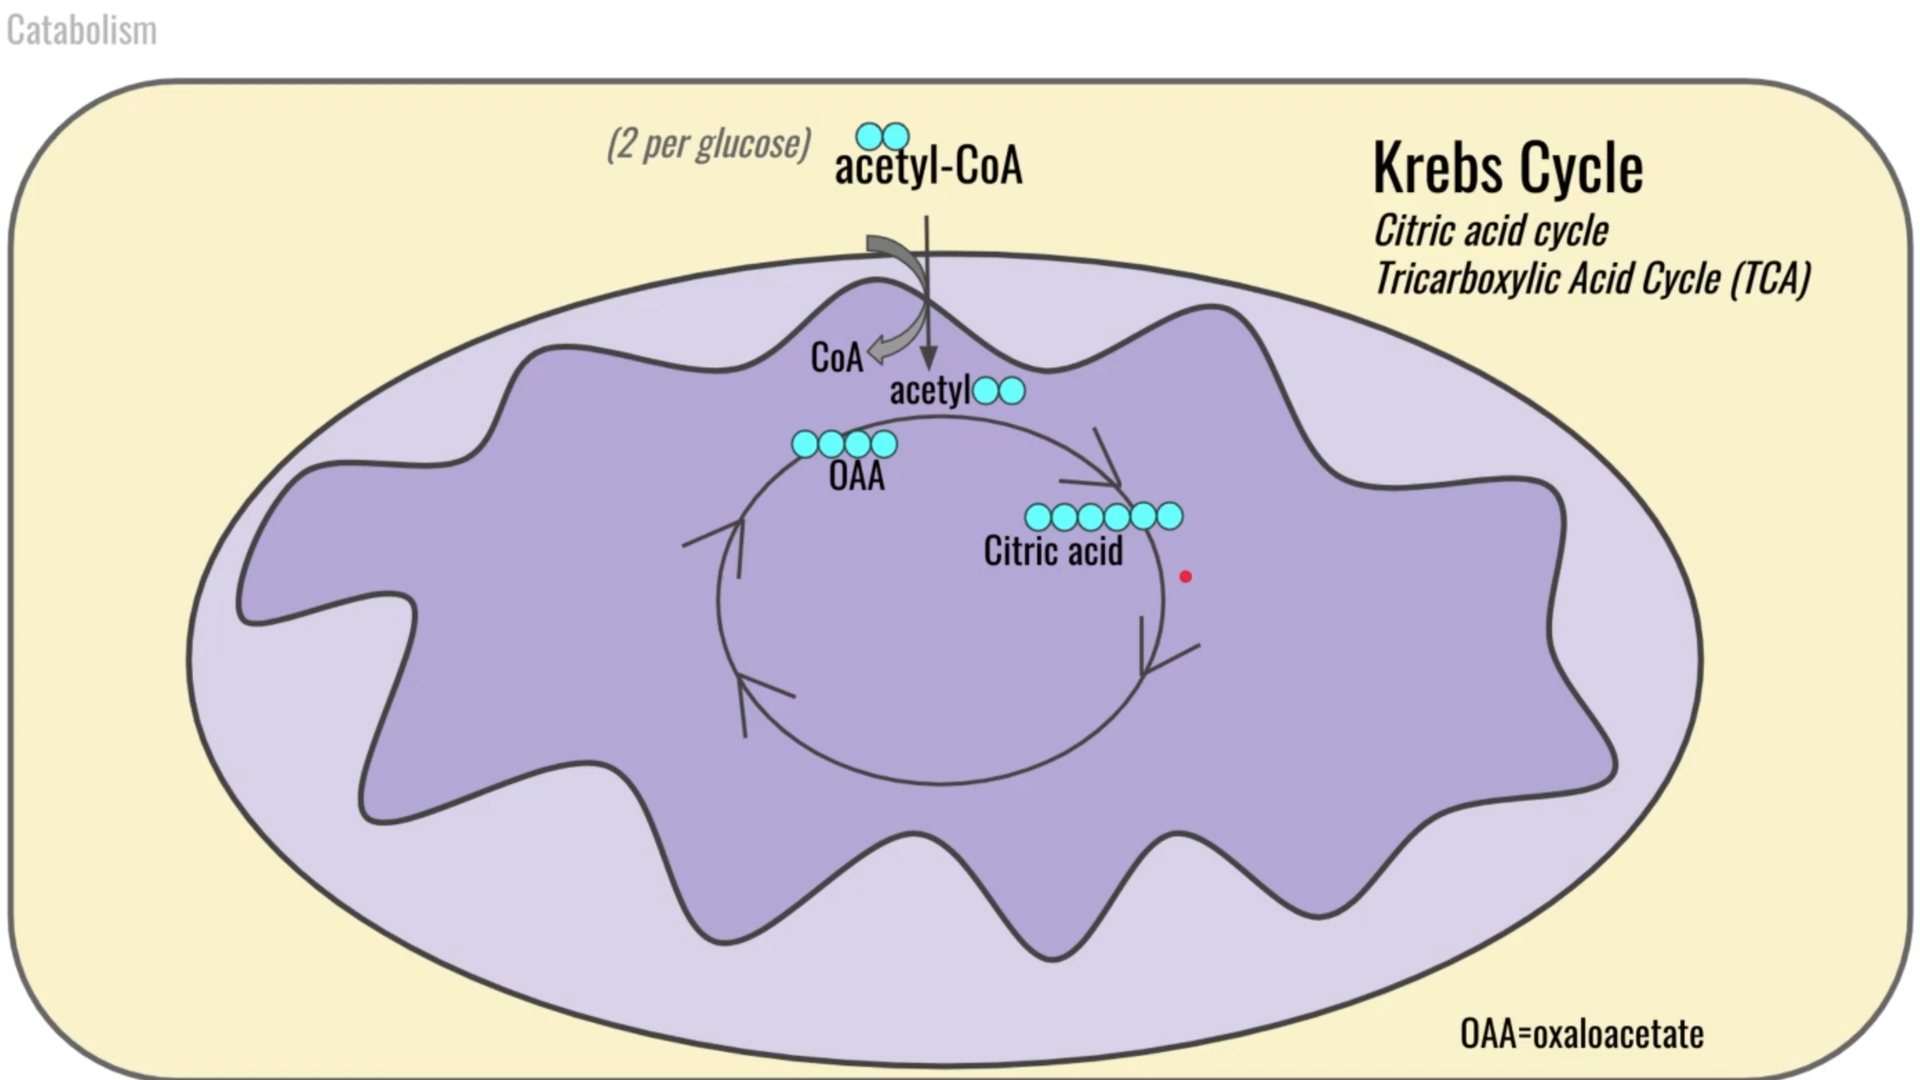 Catabolism
(2 per glucose)
acetyl-CoA
Krebs Cycle
Citric acid cycle
Tricarboxylic Acid Cycle (TCA)
CoA
acetyl
OAA
Citric acid
OAA=oxaloacetate